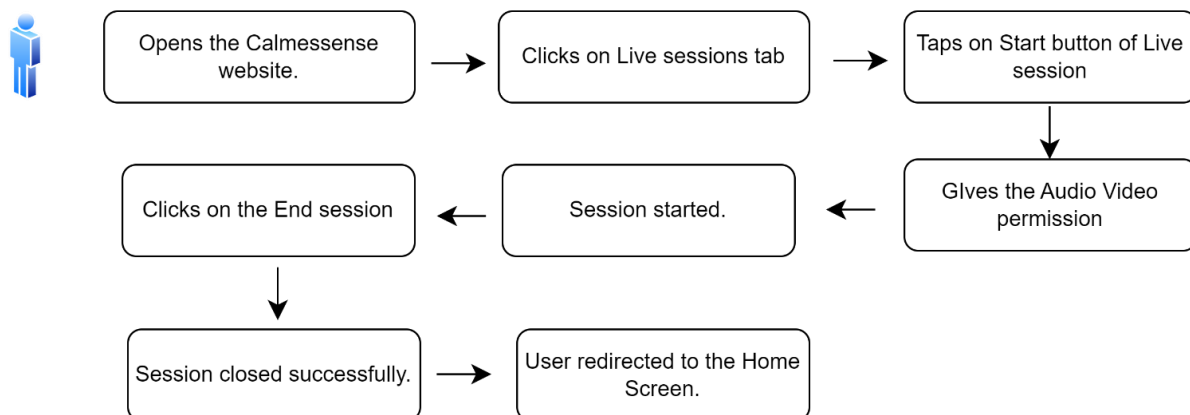 Opens the Calmessense
website.
Clicks on Live sessions tab
Taps on Start button of Live
session
GIves the Audio Video
permission
Session started.
Clicks on the End session
Session closed successfully.
User redirected to the Home
Screen.